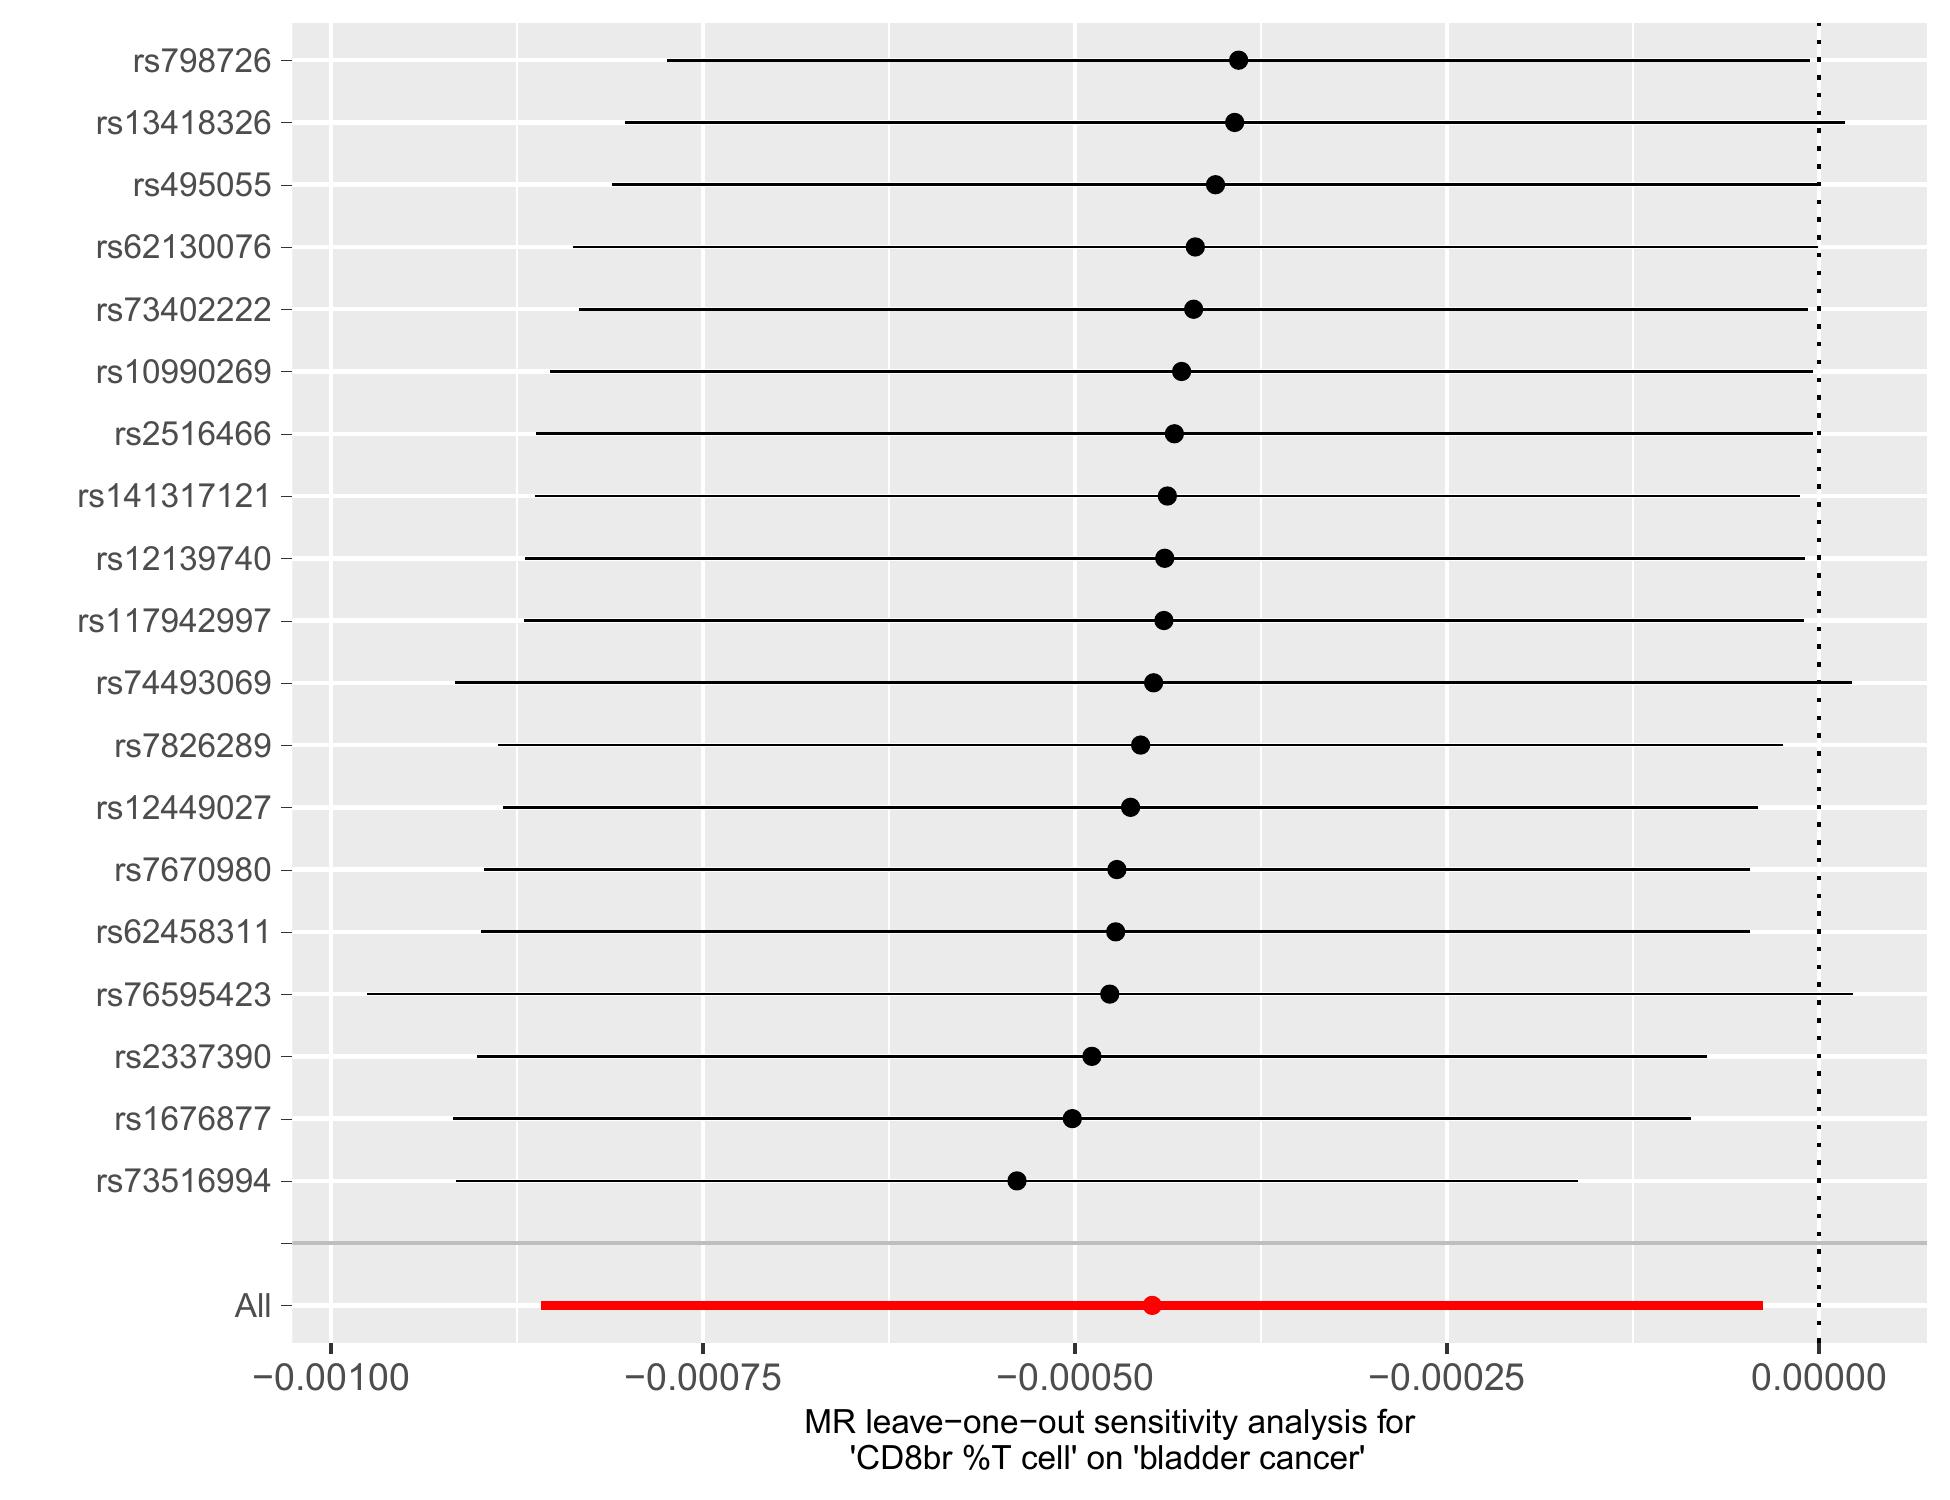 rs798726
rs13418326
rs495055
rs62130076
rs73402222
rs10990269
rs2516466
rs141317121
rs12139740
rs117942997
rs74493069
rs7826289
rs12449027
rs7670980
rs62458311
rs76595423
rs2337390
rs1676877
rs73516994
All
−0.00100 −0.00075 −0.00050 −0.00025 0.00000
MR leave−one−out sensitivity analysis for
'CD8br %T cell' on 'bladder cancer'